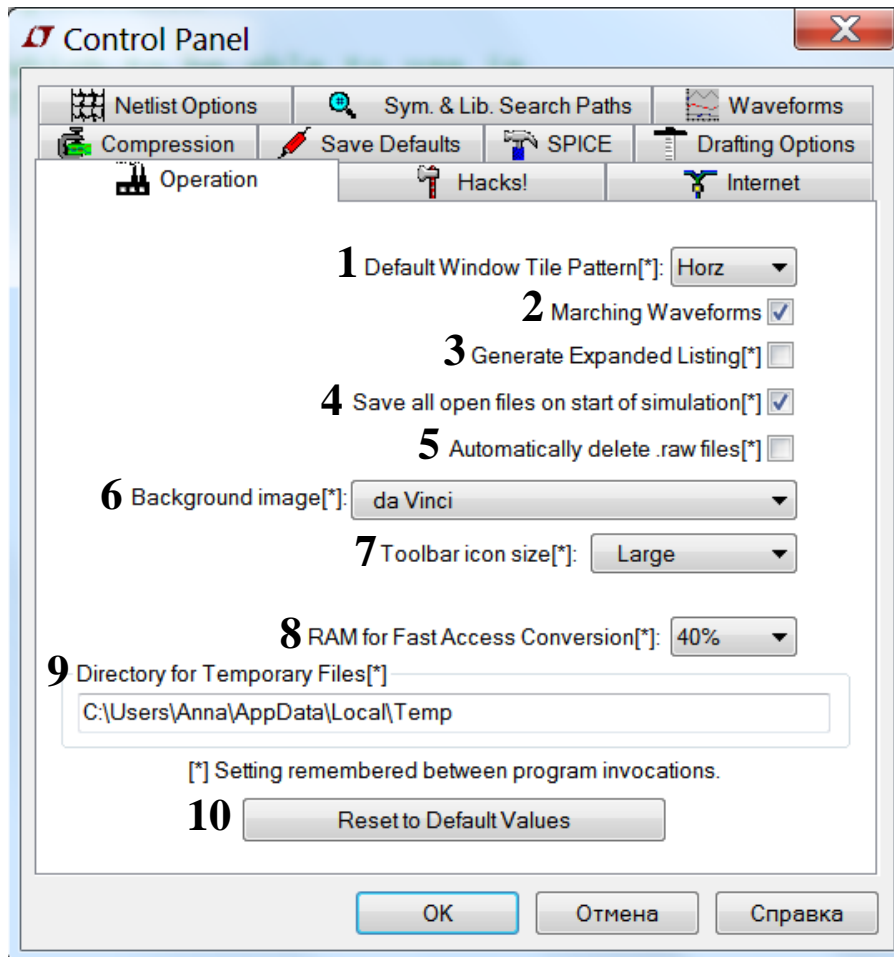 Control Panel
Netlist Options Sym. & Lib. Search Paths Waveforms
Compression Save Defaults SPICE Drafting Options
Operation Hacks! Internet
1 Default Window Tile Pattern[*]: Horz
2 Marching Waveforms
3 Generate Expanded Listing[*]
4 Save all open files on start of simulation[*]
5 Automatically delete .raw files[*]
6 Background image[*]: da Vinci
7 Toolbar icon size[*]: Large
8 RAM for Fast Access Conversion[*]: 40%
9 Directory for Temporary Files[*]
C:\Users\Anna\AppData\Local\Temp
[*] Setting remembered between program invocations.
10 Reset to Default Values
OK Отмена Справка